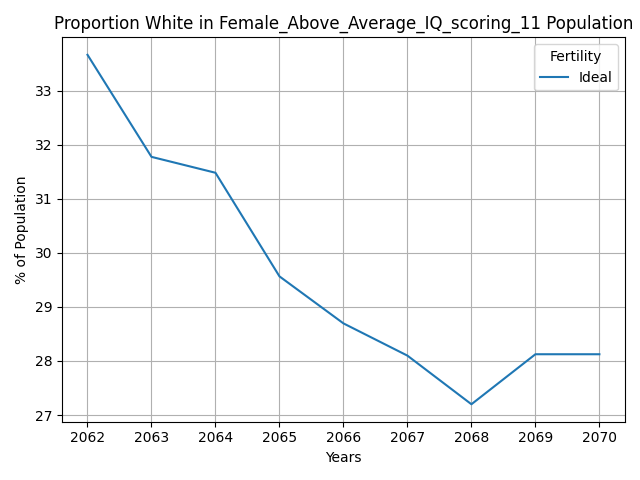 Proportion White in Female_Above_Average_IQ_scoring_11 Population
Fertility
Ideal
33
32
31
30
29
28
27
% of Population
2062 2063 2064 2065 2066 2067 2068 2069 2070
Years